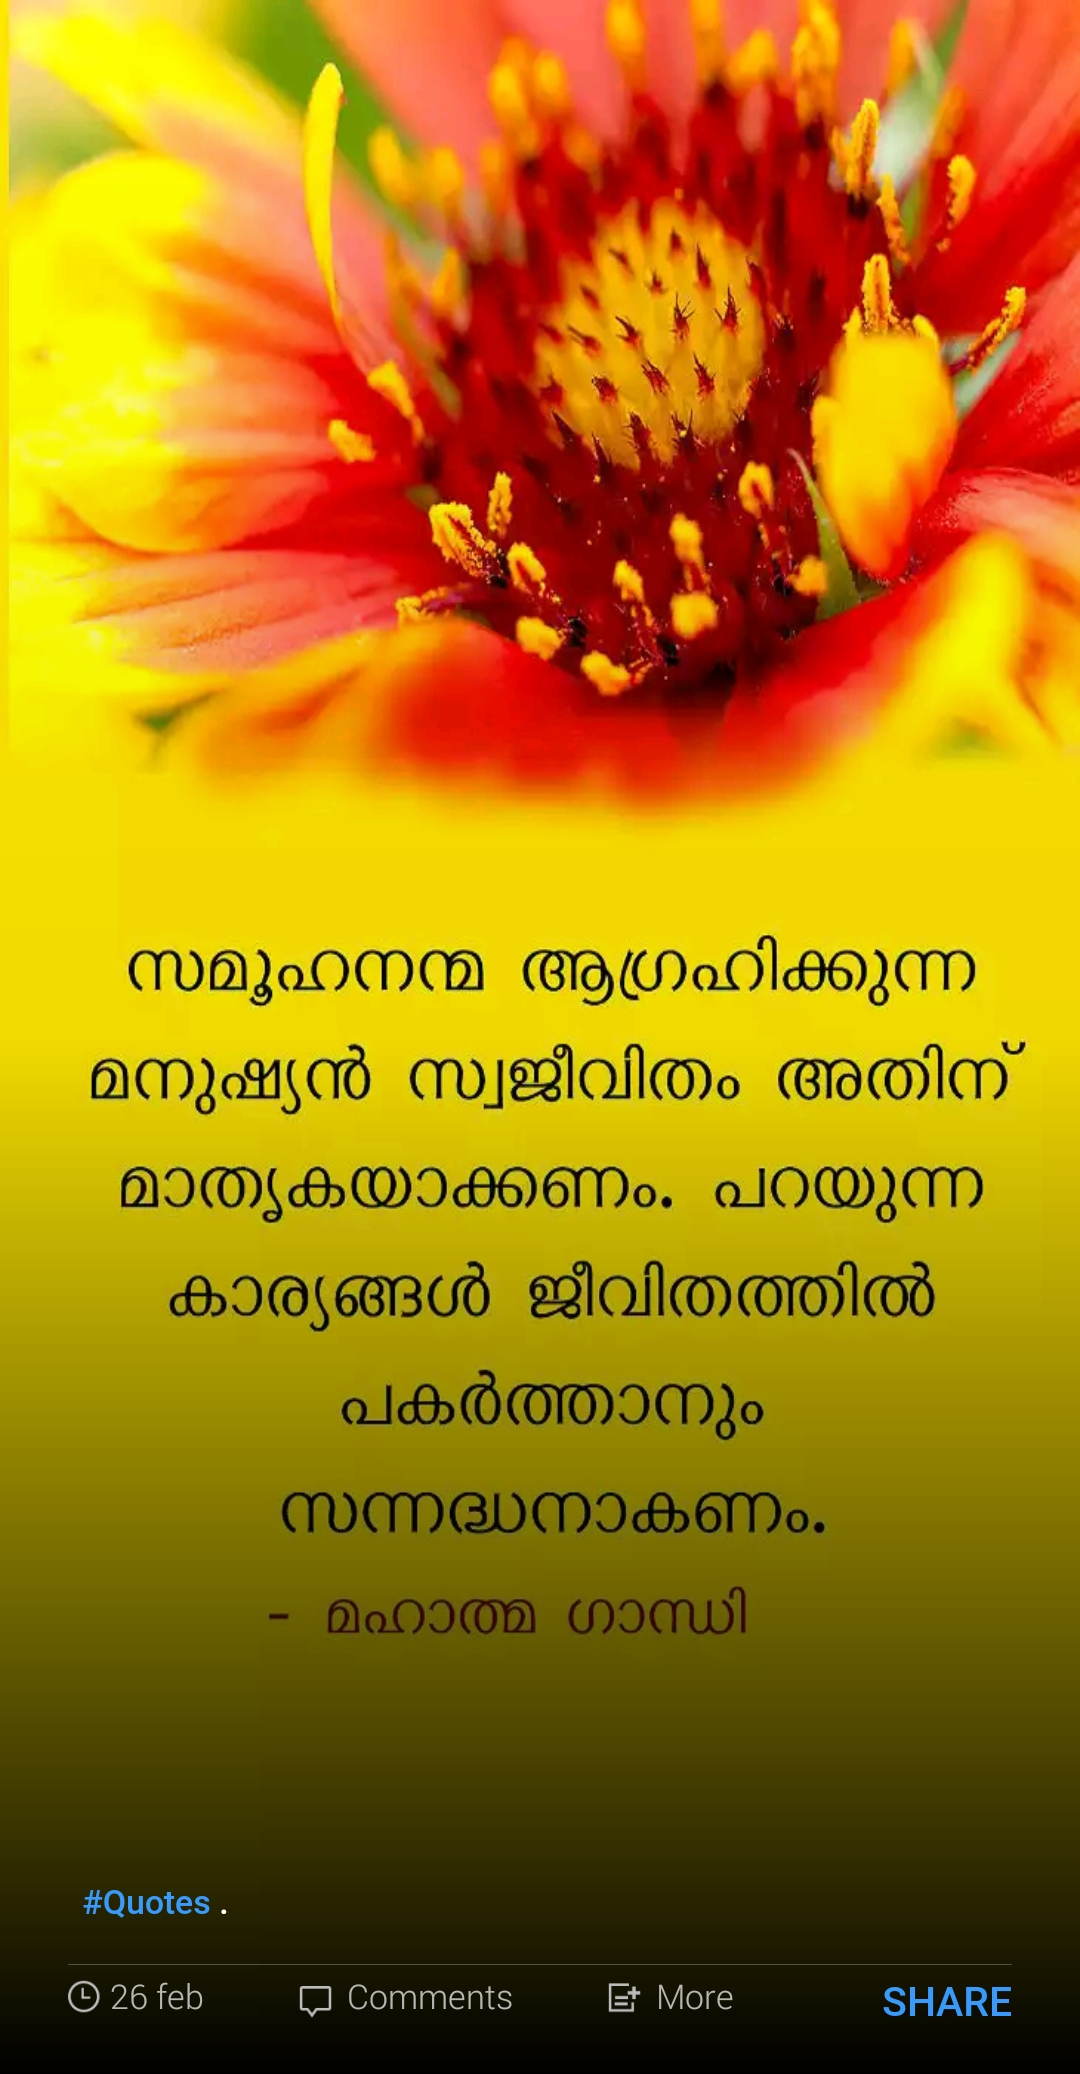 സമൂഹനന്മ ആഗ്രഹിക്കുന്ന
മനുഷ്യൻ സ്വജീവിതം അതിന്
മാതൃകയാക്കണം. പറയുന്ന
കാര്യങ്ങൾ ജീവിതത്തിൽ
പകർത്താനും
സന്നദ്ധനാകണം.
- മഹാത്മ ഗാന്ധി
#Quotes .
26 feb Comments More SHARE